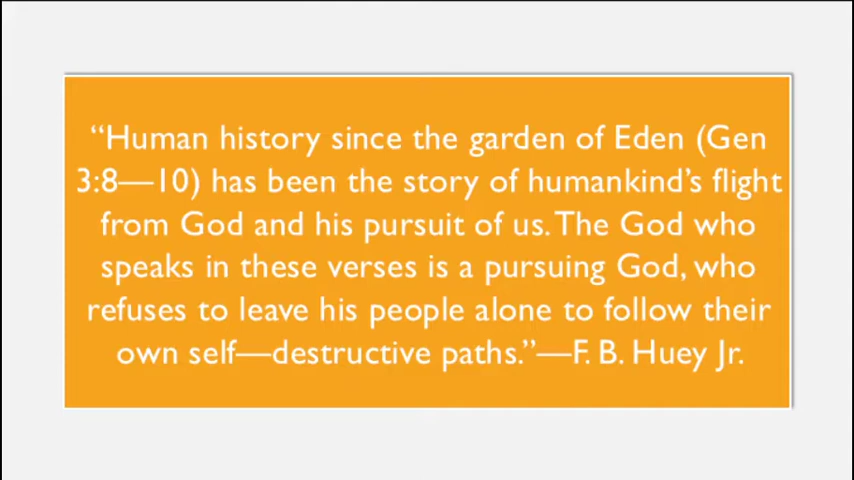 “Human history since the garden of Eden (Gen
3:8—10) has been the story of humankind’s flight
from God and his pursuit of us. The God who
speaks in these verses is a pursuing God, who
refuses to leave his people alone to follow their
own self—destructive paths.”—F. B. Huey Jr.